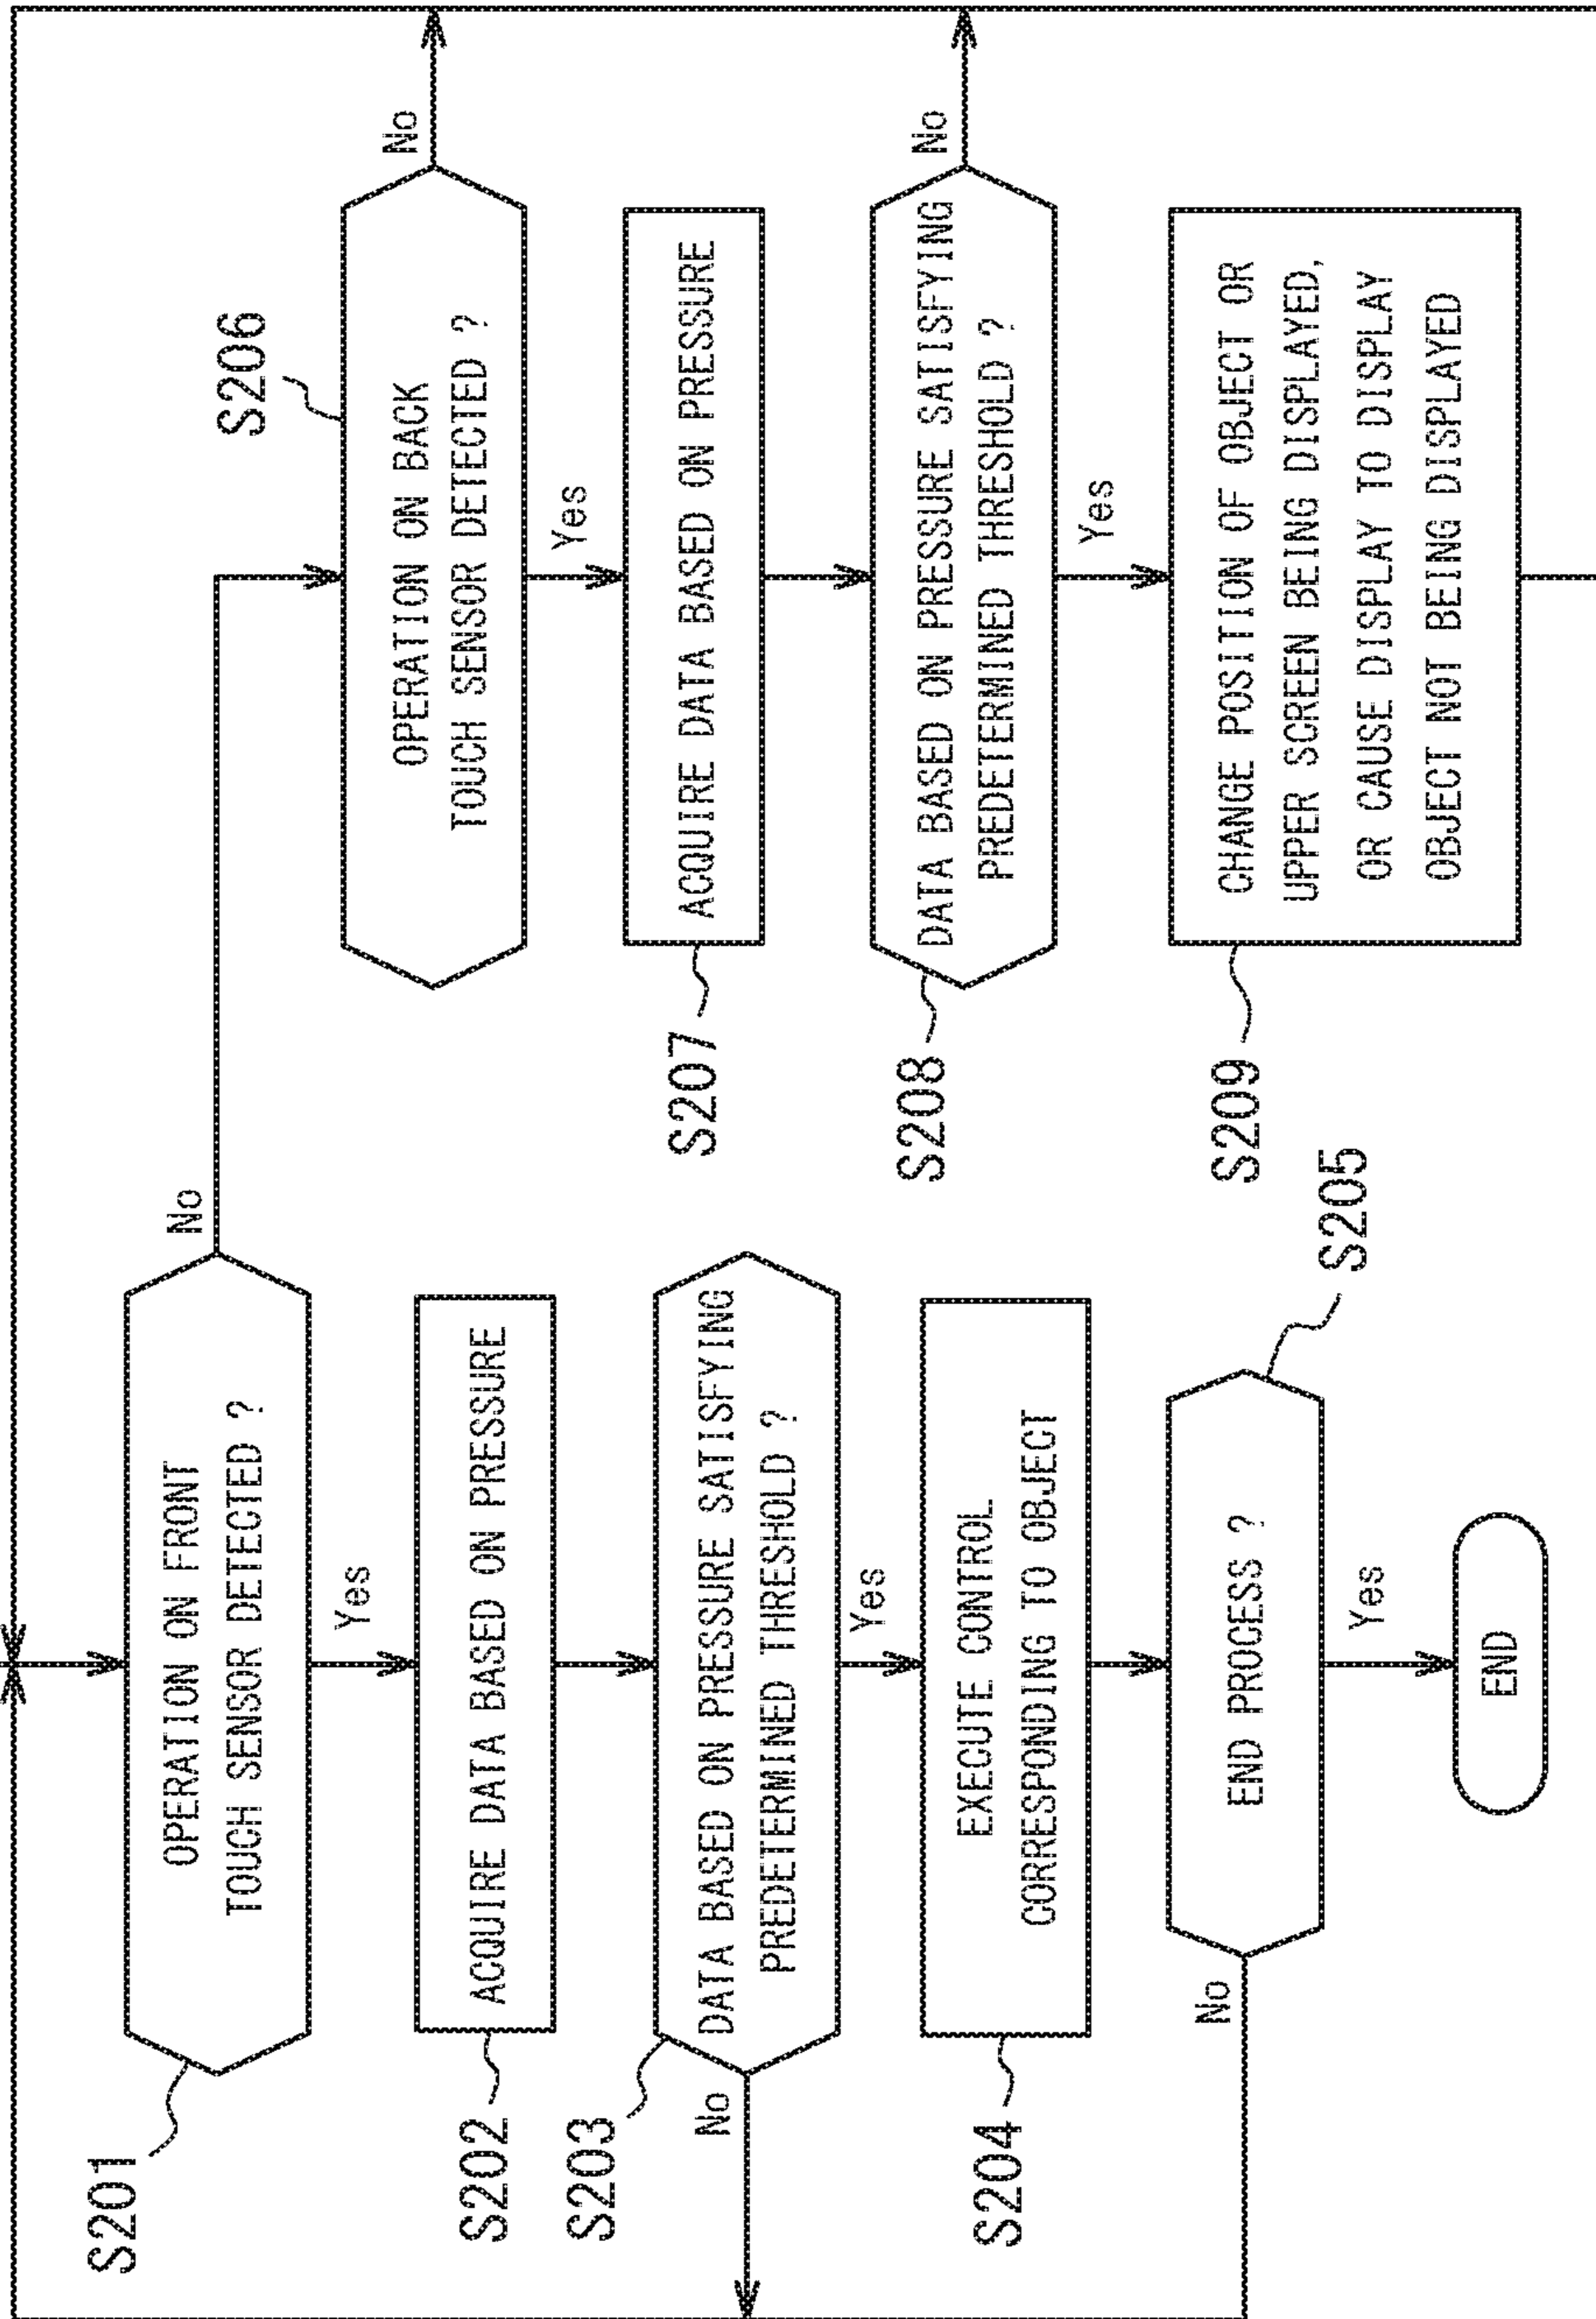 S201
OPERATION ON FRONT
TOUCH SENSOR DETECTED ?
No
Yes
S202
ACQUIRE DATA BASED ON PRESSURE
S203
DATA BASED ON PRESSURE SATISFYING
PREDETERMINED THRESHOLD ?
No
Yes
S204
EXECUTE CONTROL
CORRESPONDING TO OBJECT
END PROCESS ?
S205
No
Yes
END
S206
OPERATION ON BACK
TOUCH SENSOR DETECTED ?
No
Yes
S207
ACQUIRE DATA BASED ON PRESSURE
S208
DATA BASED ON PRESSURE SATISFYING
PREDETERMINED THRESHOLD ?
No
Yes
S209
CHANGE POSITION OF OBJECT OR
UPPER SCREEN BEING DISPLAYED,
OR CAUSE DISPLAY TO DISPLAY
OBJECT NOT BEING DISPLAYED